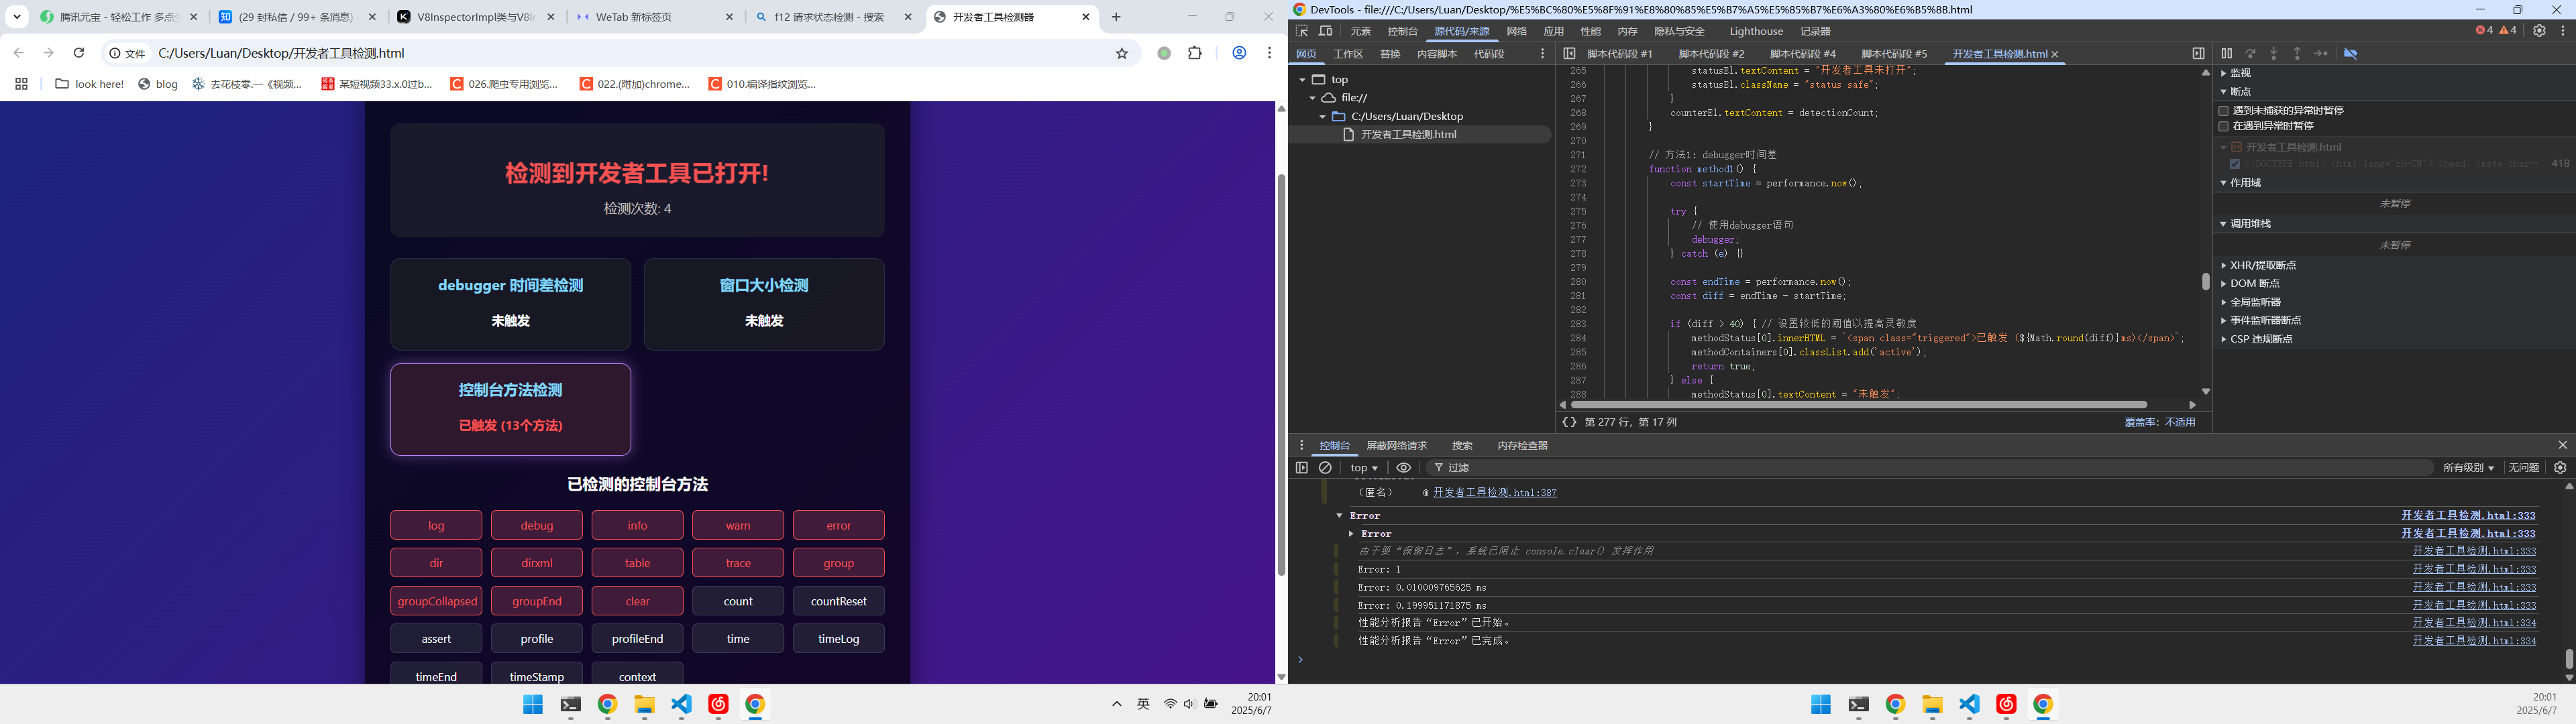 腾讯元宝 - 轻松工作 多点生
(29 封私信 / 99+ 条消息)
V8InspectorImpl类与V8In
WeTab 新标签页
f12 请求状态检测 - 搜索
开发者工具检测器
文件
C:/Users/Luan/Desktop/开发者工具检测.html
look here!
blog
去花枝零.一《视频...
某短视频33.x.0过b...
026.爬虫专用浏览...
022.(附加)chrome...
010.编译指纹浏览...
检测到开发者工具已打开!
检测次数: 4
debugger 时间差检测
未触发
窗口大小检测
未触发
控制台方法检测
已触发 (13个方法)
已检测的控制台方法
log debug info warn error
dir dirxml table trace group
groupCollapsed groupEnd clear count countReset
assert profile profileEnd time timeLog
timeEnd timeStamp context
英
20:01
2025/6/7
DevTools - file:///C:/Users/Luan/Desktop/%E5%BC%80%E5%8F%91%E8%80%85%E5%B7%A5%E5%85%B7%E6%A3%80%E6%B5%8B.html
元素 控制台 源代码/来源 网络 应用 性能 内存 隐私与安全 Lighthouse 记录器
4 4
网页 工作区 替换 内容脚本 代码段
脚本代码段 #1 脚本代码段 #2 脚本代码段 #4 脚本代码段 #5 开发者工具检测.html
top
file://
C:/Users/Luan/Desktop
开发者工具检测.html
265 statusEl.textContent = "开发者工具未打开";
266 statusEl.className = "status safe";
267 }
268 counterEl.textContent = detectionCount;
269 }
270
271 // 方法1: debugger时间差
272 function method1() {
273 const startTime = performance.now();
274
275 try {
276 // 使用debugger语句
277 debugger;
278 } catch (e) {}
279
280 const endTime = performance.now();
281 const diff = endTime - startTime;
282
283 if (diff > 40) { // 设置较低的阈值以提高灵敏度
284 methodStatus[0].innerHTML = `<span class="triggered">已触发 (${Math.round(diff)}ms)</span>`;
285 methodContainers[0].classList.add('active');
286 return true;
287 } else {
288 methodStatus[0].textContent = "未触发";
{} 第 277 行，第 17 列
覆盖率：不适用
监视
断点
遇到未捕获的异常时暂停
在遇到异常时暂停
开发者工具检测.html
<!DOCTYPE html> <html lang="zh-CN"> <head> <meta char… 418
作用域
未暂停
调用堆栈
未暂停
XHR/提取断点
DOM 断点
全局监听器
事件监听器断点
CSP 违规断点
控制台 屏蔽网络请求 搜索 内存检查器
top
过滤
所有级别
无问题
（匿名） @ 开发者工具检测.html:387
Error 开发者工具检测.html:333
Error 开发者工具检测.html:333
由于要“保留日志”，系统已阻止 console.clear() 发挥作用 开发者工具检测.html:333
Error: 1 开发者工具检测.html:333
Error: 0.010009765625 ms 开发者工具检测.html:333
Error: 0.199951171875 ms 开发者工具检测.html:333
性能分析报告“Error”已开始。 开发者工具检测.html:334
性能分析报告“Error”已完成。 开发者工具检测.html:334
20:01
2025/6/7